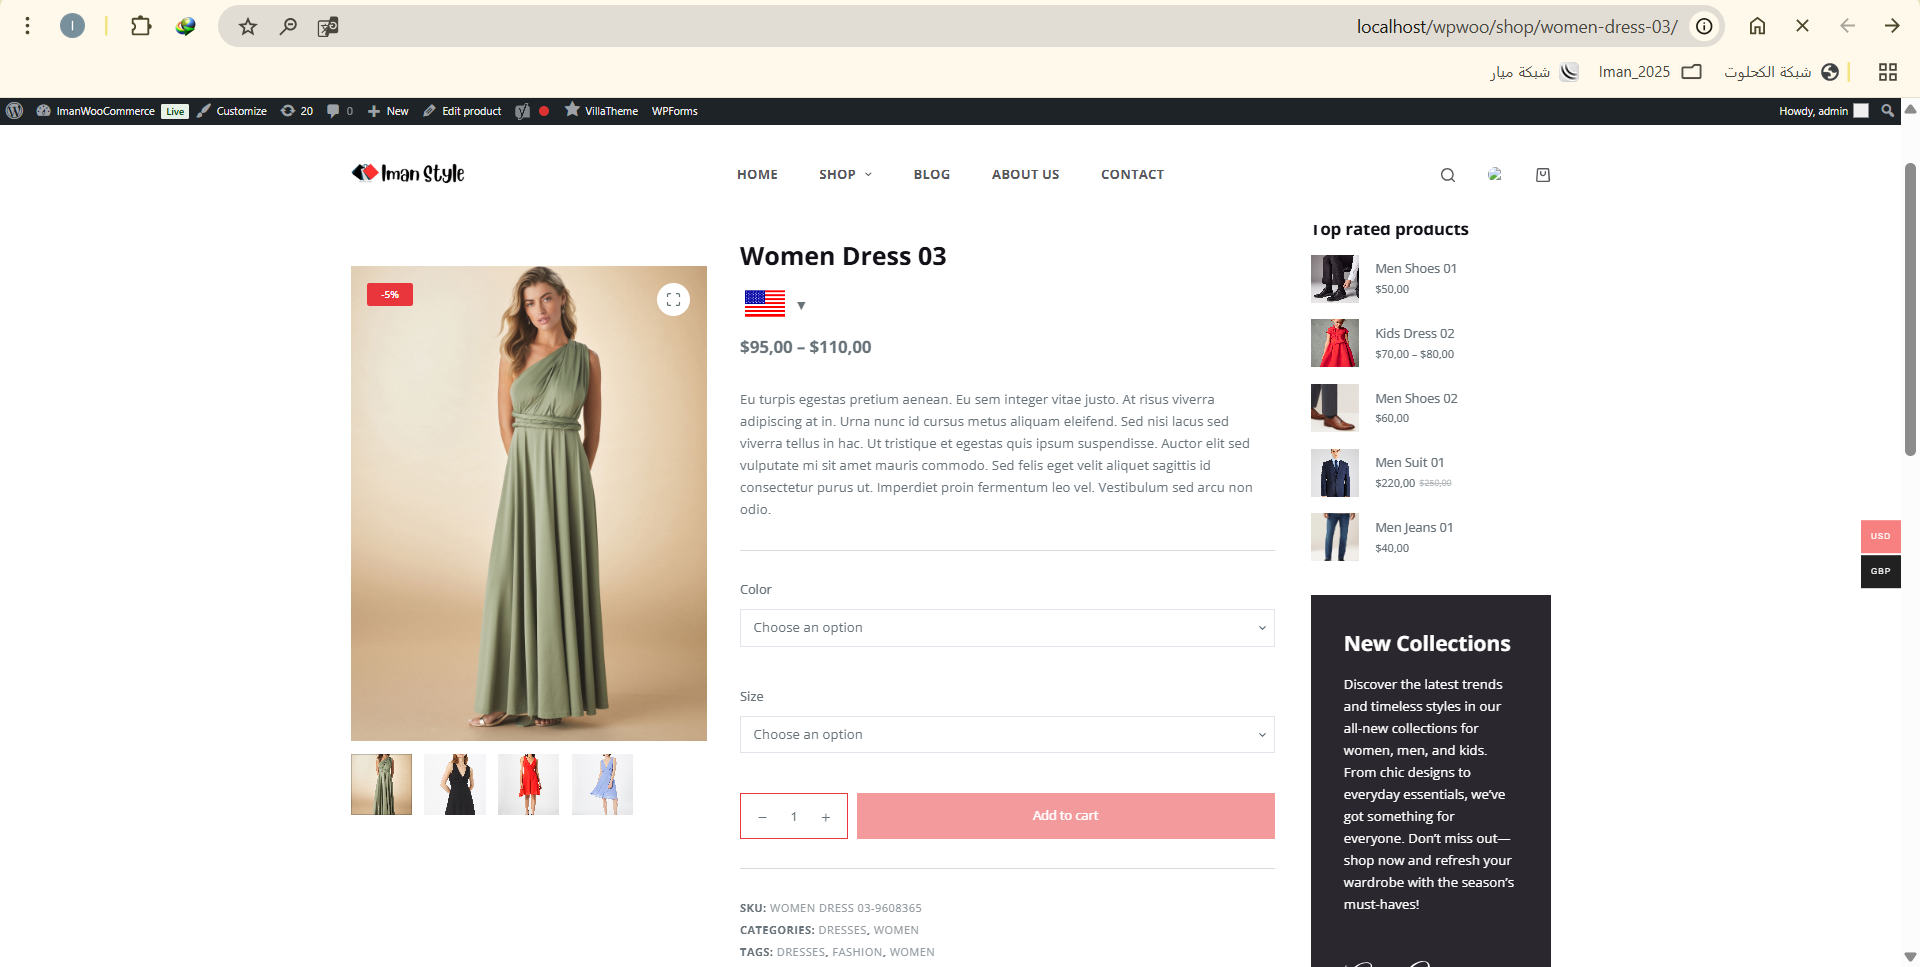 localhost/wpwoo/shop/women-dress-03/
شبكة الكحلوت
Iman_2025
شبكة ميار
ImanWooCommerce Live Customize 20 0 New Edit product VillaTheme WPForms Howdy, admin
Iman Style
HOME SHOP BLOG ABOUT US CONTACT
-5%
Women Dress 03
$95,00 – $110,00
Eu turpis egestas pretium aenean. Eu sem integer vitae justo. At risus viverra
adipiscing at in. Urna nunc id cursus metus aliquam eleifend. Sed nisi lacus sed
viverra tellus in hac. Ut tristique et egestas quis ipsum suspendisse. Auctor elit sed
vulputate mi sit amet mauris commodo. Sed felis eget velit aliquet sagittis id
consectetur purus ut. Imperdiet proin fermentum leo vel. Vestibulum sed arcu non
odio.
Color
Choose an option
Size
Choose an option
− 1 + Add to cart
SKU: WOMEN DRESS 03-9608365
CATEGORIES: DRESSES, WOMEN
TAGS: DRESSES, FASHION, WOMEN
Top rated products
Men Shoes 01
$50,00
Kids Dress 02
$70,00 – $80,00
Men Shoes 02
$60,00
Men Suit 01
$220,00 $250,00
Men Jeans 01
$40,00
New Collections
Discover the latest trends
and timeless styles in our
all-new collections for
women, men, and kids.
From chic designs to
everyday essentials, we've
got something for
everyone. Don't miss out—
shop now and refresh your
wardrobe with the season's
must-haves!
USD
GBP